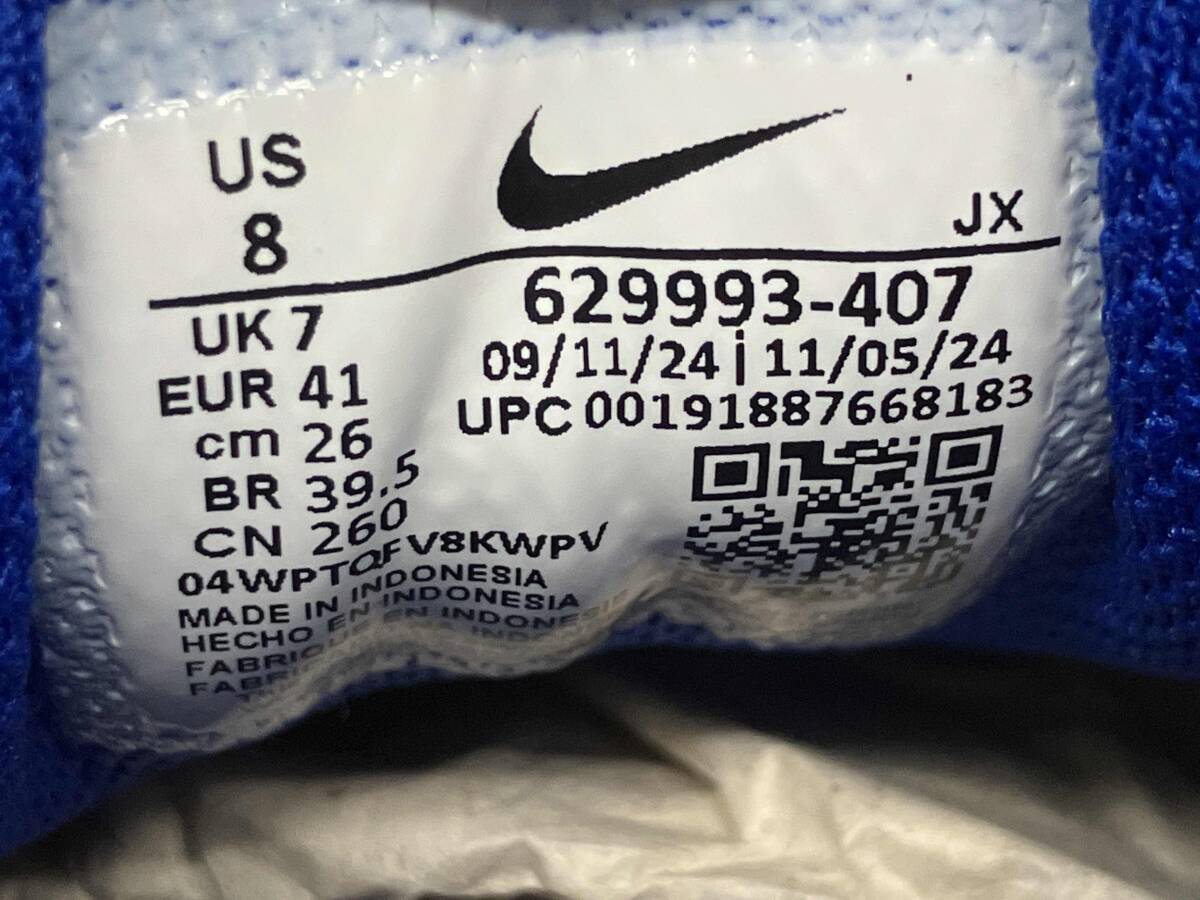 US
8
JX
UK 7
EUR 41
cm 26
BR 39.5
CN 260
629993-407
09/11/24 | 11/05/24
UPC 00191887668183
04WPTQFV8KWPV
MADE IN INDONESIA
HECHO EN INDONESIA
EN